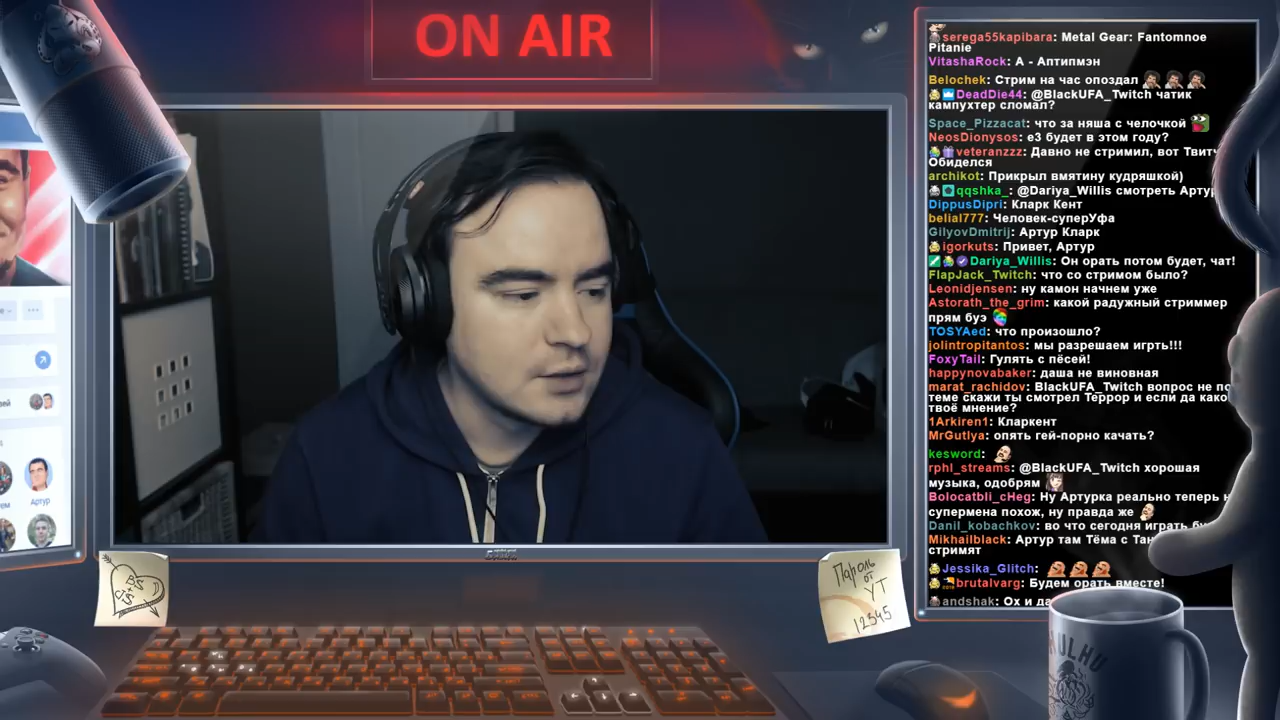 ON AIR
serega55kapibara: Metal Gear: Fantomnoe
Pitanie
VitashaRock: А - Аптипмэн
Belochek: Стрим на час опоздал
DeadDie44: @BlackUFA_Twitch чатик
кампухтер сломал?
Space_Pizzacat: что за няша с челочкой
NeosDionysos: е3 будет в этом году?
veteranzzz: Давно не стримил, вот Твитч
Обиделся
archikot: Прикрыл вмятину кудряшкой)
qqshka_: @Dariya_Willis смотреть Артур
DippusDipri: Кларк Кент
belial777: Человек-суперУфа
GilyovDmitrij: Артур Кларк
igorkuts: Привет, Артур
Dariya_Willis: Он орать потом будет, чат!
FlapJack_Twitch: что со стримом было?
Leonidjensen: ну камон начнем уже
Astorath_the_grim: какой радужный стриммер
прям буэ
TOSYAed: что произошло?
jolintropitantos: мы разрешаем игрть!!!
FoxyTail: Гулять с пёсей!
happynovabaker: даша не виновная
marat_rachidov: BlackUFA_Twitch вопрос не по
теме скажи ты смотрел Террор и если да како
твоё мнение?
1Arkiren1: Кларкент
MrGutlya: опять гей-порно качать?
kesword:
rphl_streams: @BlackUFA_Twitch хорошая
музыка, одобрям
Bolocatbli_cHeg: Ну Артурка реально теперь н
супермена похож, ну правда же
Danil_kobachkov: во что сегодня играть бу
Mikhailblack: Артур там Тёма с Тан
стримят
Jessika_Glitch:
brutalvarg: Будем орать вместе!
andshak: Ох и да
Артур
BS
+
JS
Пароль
от
YT
12345